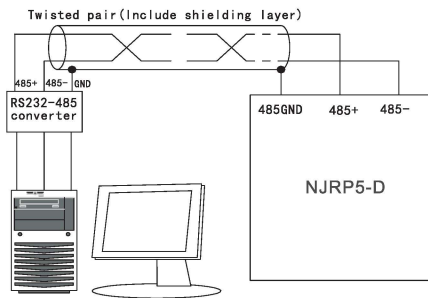 Twisted pair(Include shielding layer)
485+ 485- GND
RS232-485
converter
485GND 485+ 485-
NJRP5-D